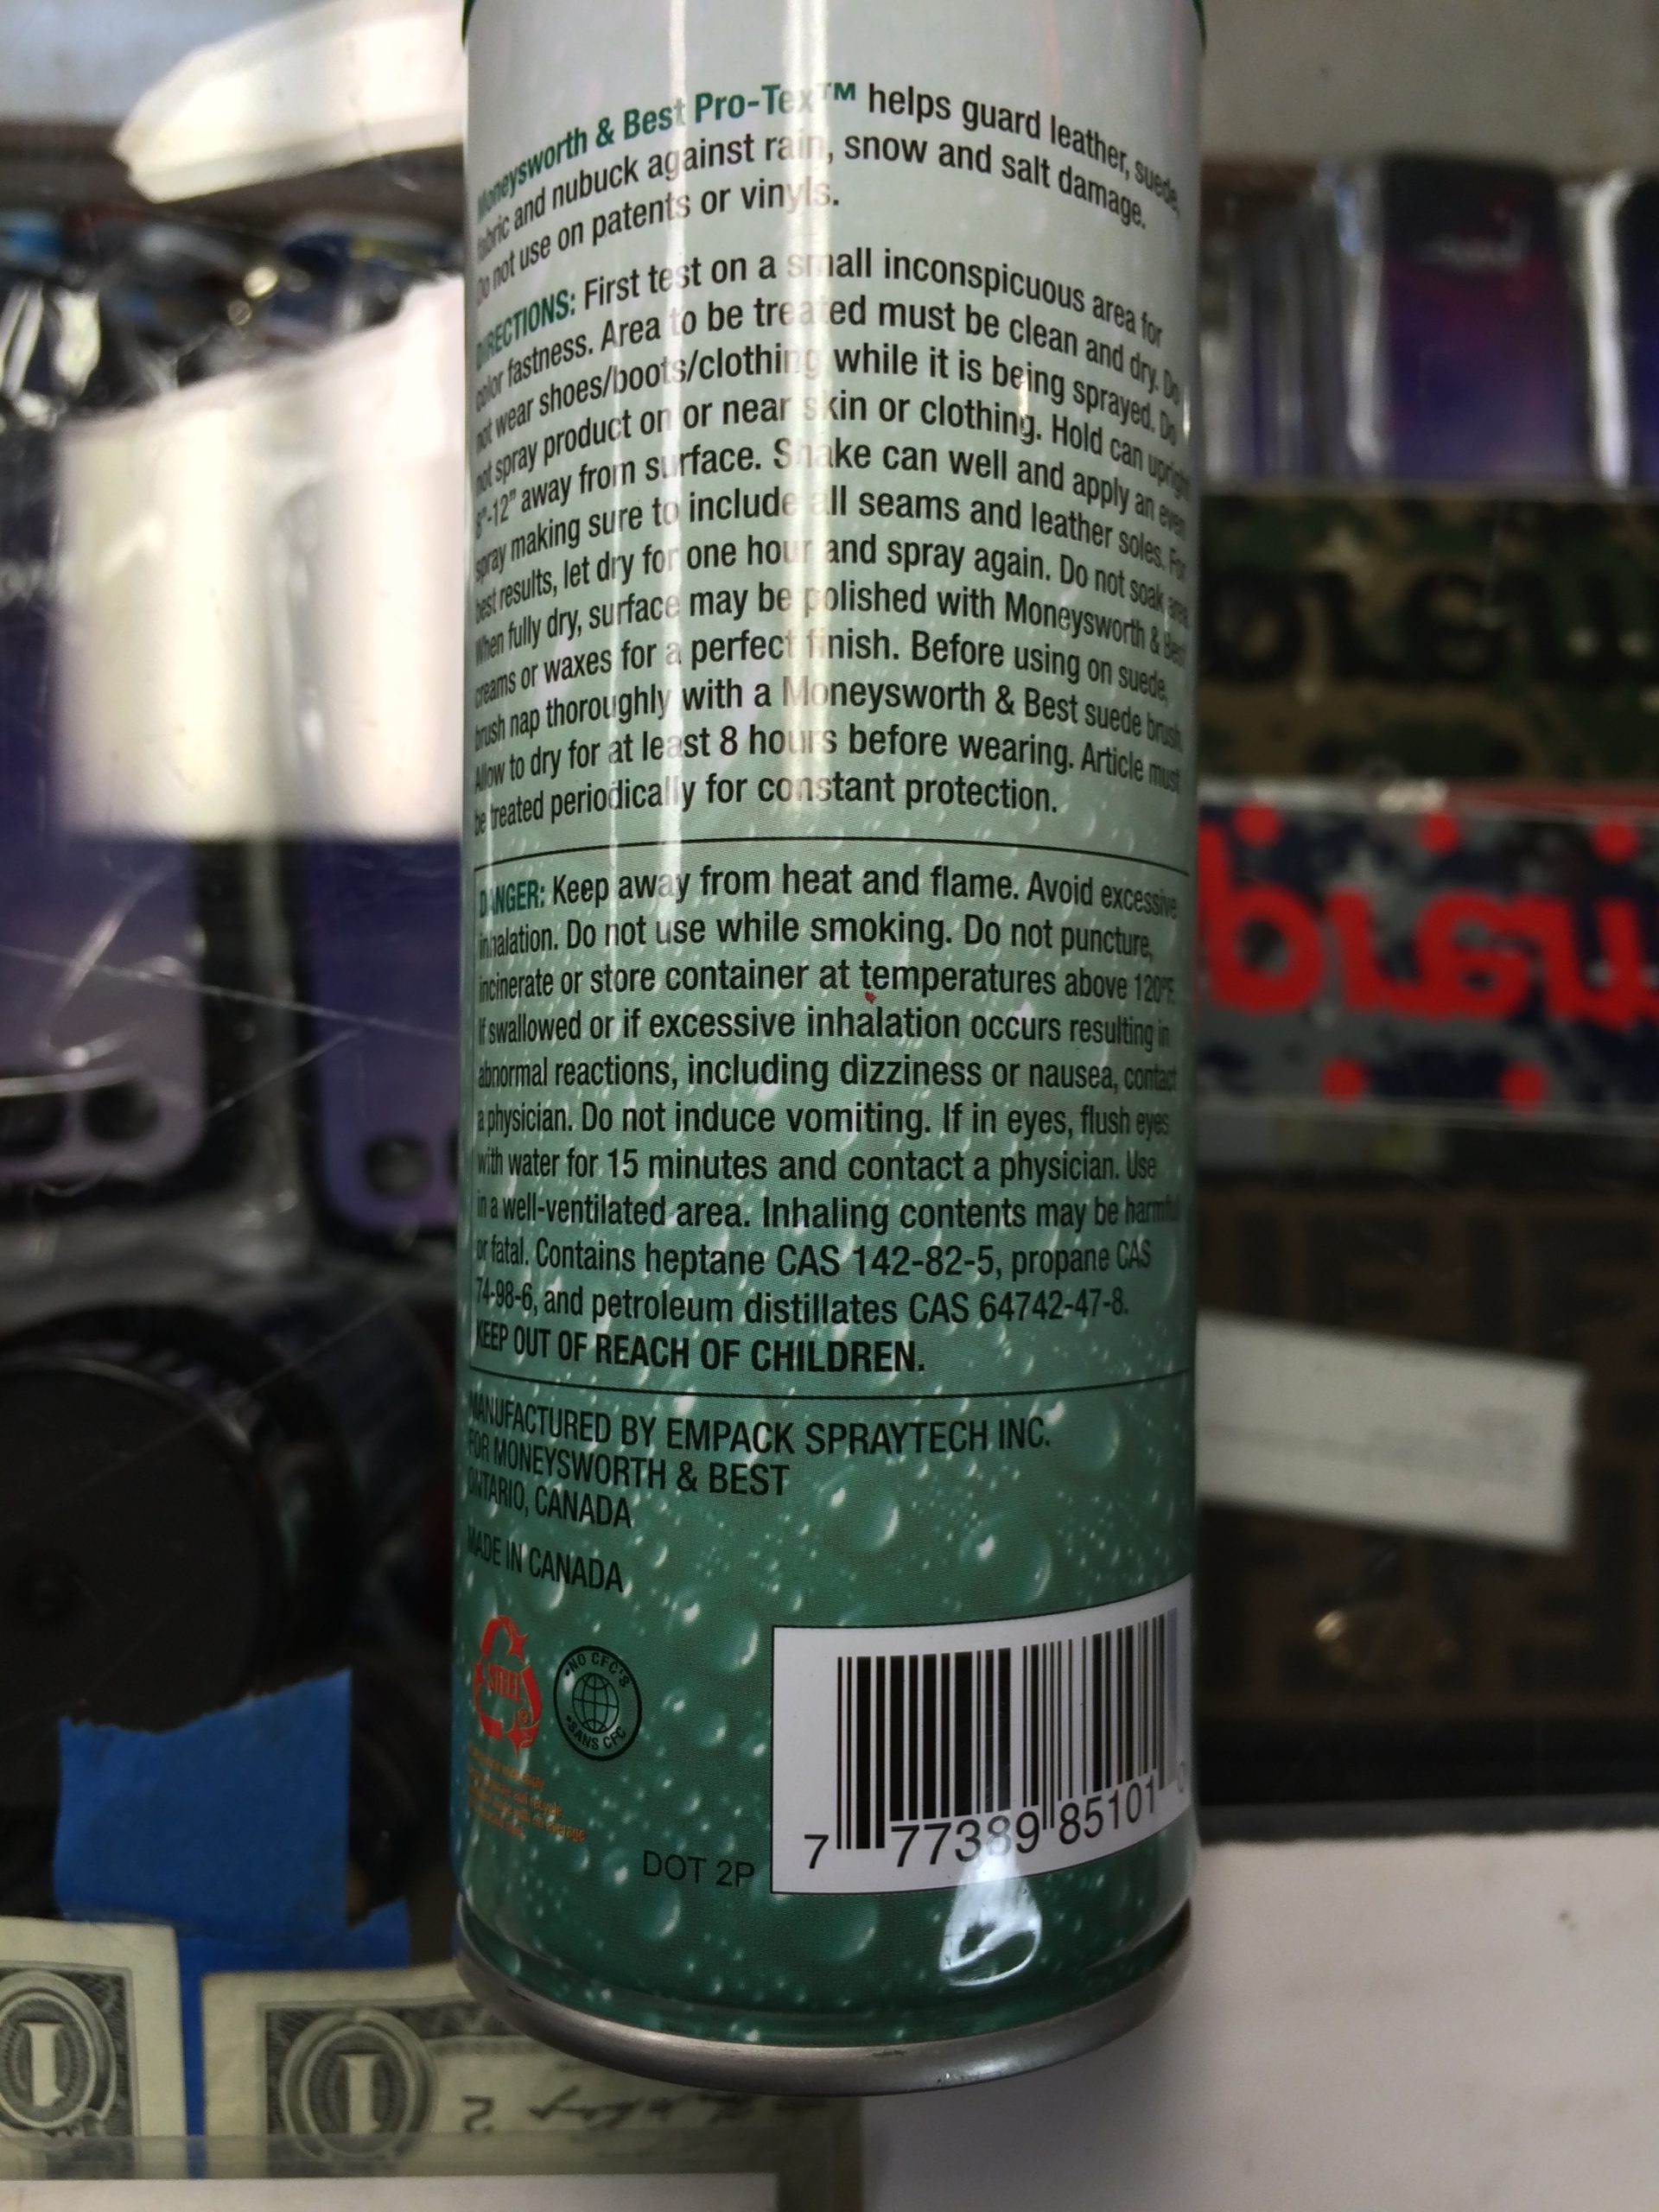 Moneysworth & Best Pro-Tex™ helps guard leather, suede,
fabric and nubuck against rain, snow and salt damage.
Do not use on patents or vinyls.
DIRECTIONS: First test on a small inconspicuous area for
color fastness. Area to be treated must be clean and dry. Do
not wear shoes/boots/clothing while it is being sprayed. Do
not spray product on or near skin or clothing. Hold can upright
8"-12" away from surface. Shake can well and apply an even
spray making sure to include all seams and leather soles. For
best results, let dry for one hour and spray again. Do not soak area.
When fully dry, surface may be polished with Moneysworth & Best
creams or waxes for a perfect finish. Before using on suede,
brush nap thoroughly with a Moneysworth & Best suede brush.
Allow to dry for at least 8 hours before wearing. Article must
be treated periodically for constant protection.
DANGER: Keep away from heat and flame. Avoid excessive
inhalation. Do not use while smoking. Do not puncture,
incinerate or store container at temperatures above 120°F.
If swallowed or if excessive inhalation occurs resulting in
abnormal reactions, including dizziness or nausea, contact
a physician. Do not induce vomiting. If in eyes, flush eyes
with water for 15 minutes and contact a physician. Use
in a well-ventilated area. Inhaling contents may be harmful
or fatal. Contains heptane CAS 142-82-5, propane CAS
74-98-6, and petroleum distillates CAS 64742-47-8.
KEEP OUT OF REACH OF CHILDREN.
MANUFACTURED BY EMPACK SPRAYTECH INC.
FOR MONEYSWORTH & BEST
ONTARIO, CANADA
MADE IN CANADA
STEEL
NO CFC'S
SANS CFC
DOT 2P
7 77389 85101
1
1